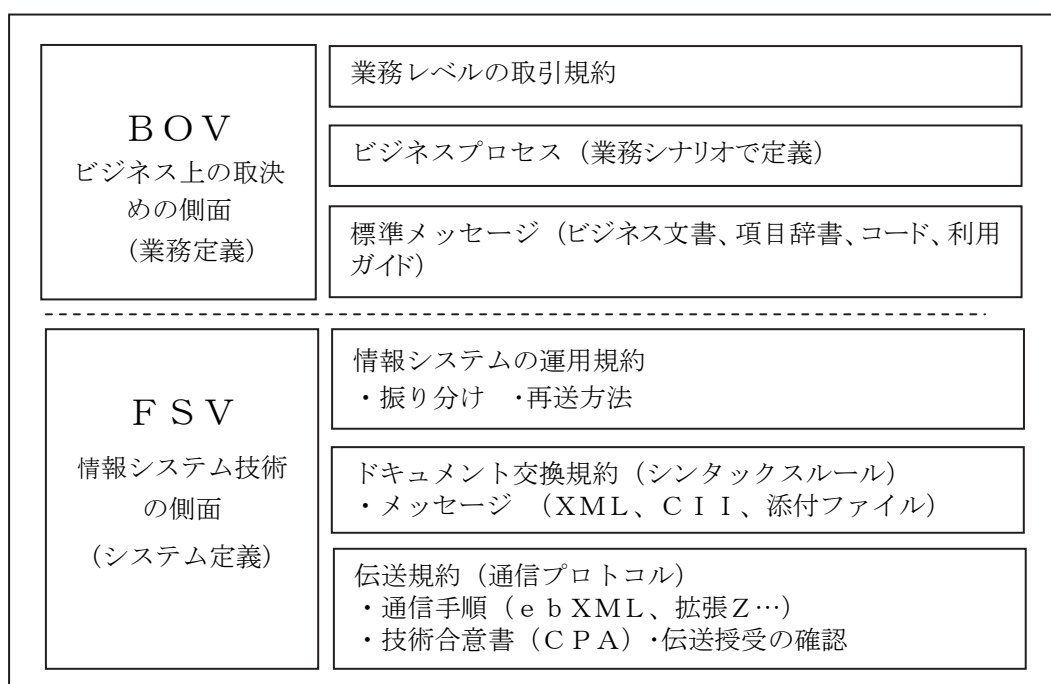 BOV
ビジネス上の取決
めの側面
(業務定義)
業務レベルの取引規約
ビジネスプロセス（業務シナリオで定義）
標準メッセージ（ビジネス文書、項目辞書、コード、利用
ガイド）
FSV
情報システム技術
の側面
（システム定義）
情報システムの運用規約
・振り分け ・再送方法
ドキュメント交換規約（シンタックスルール）
・メッセージ （XML、CII、添付ファイル）
伝送規約（通信プロトコル）
・通信手順（ebXML、拡張Z…）
・技術合意書（CPA）・伝送授受の確認